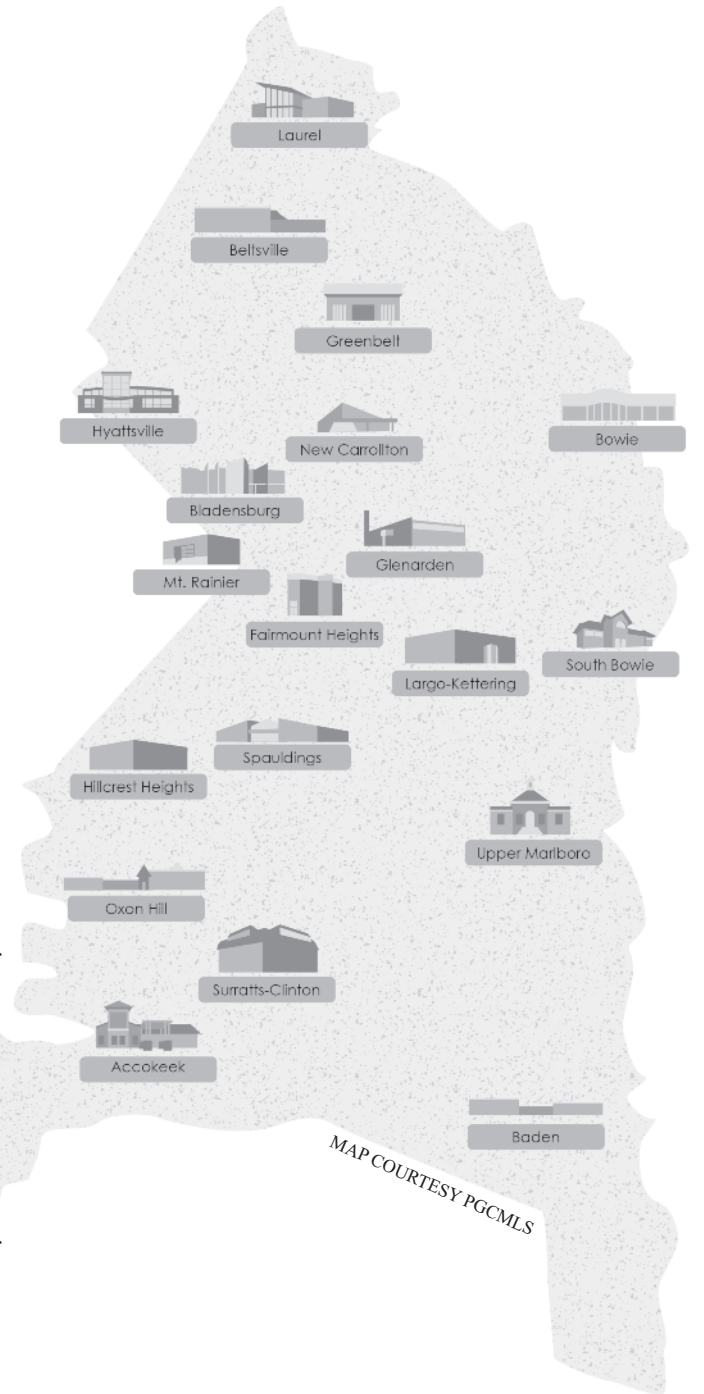 Laurel
Beltsville
Greenbelt
Hyattsville
New Carrollton
Bowie
Bladensburg
Glenarden
Mt. Rainier
Fairmount Heights
South Bowie
Largo-Kettering
Spauldings
Hillcrest Heights
Upper Marlboro
Oxon Hill
Surratts-Clinton
Accokeek
Baden
MAP COURTESY PGCMLS